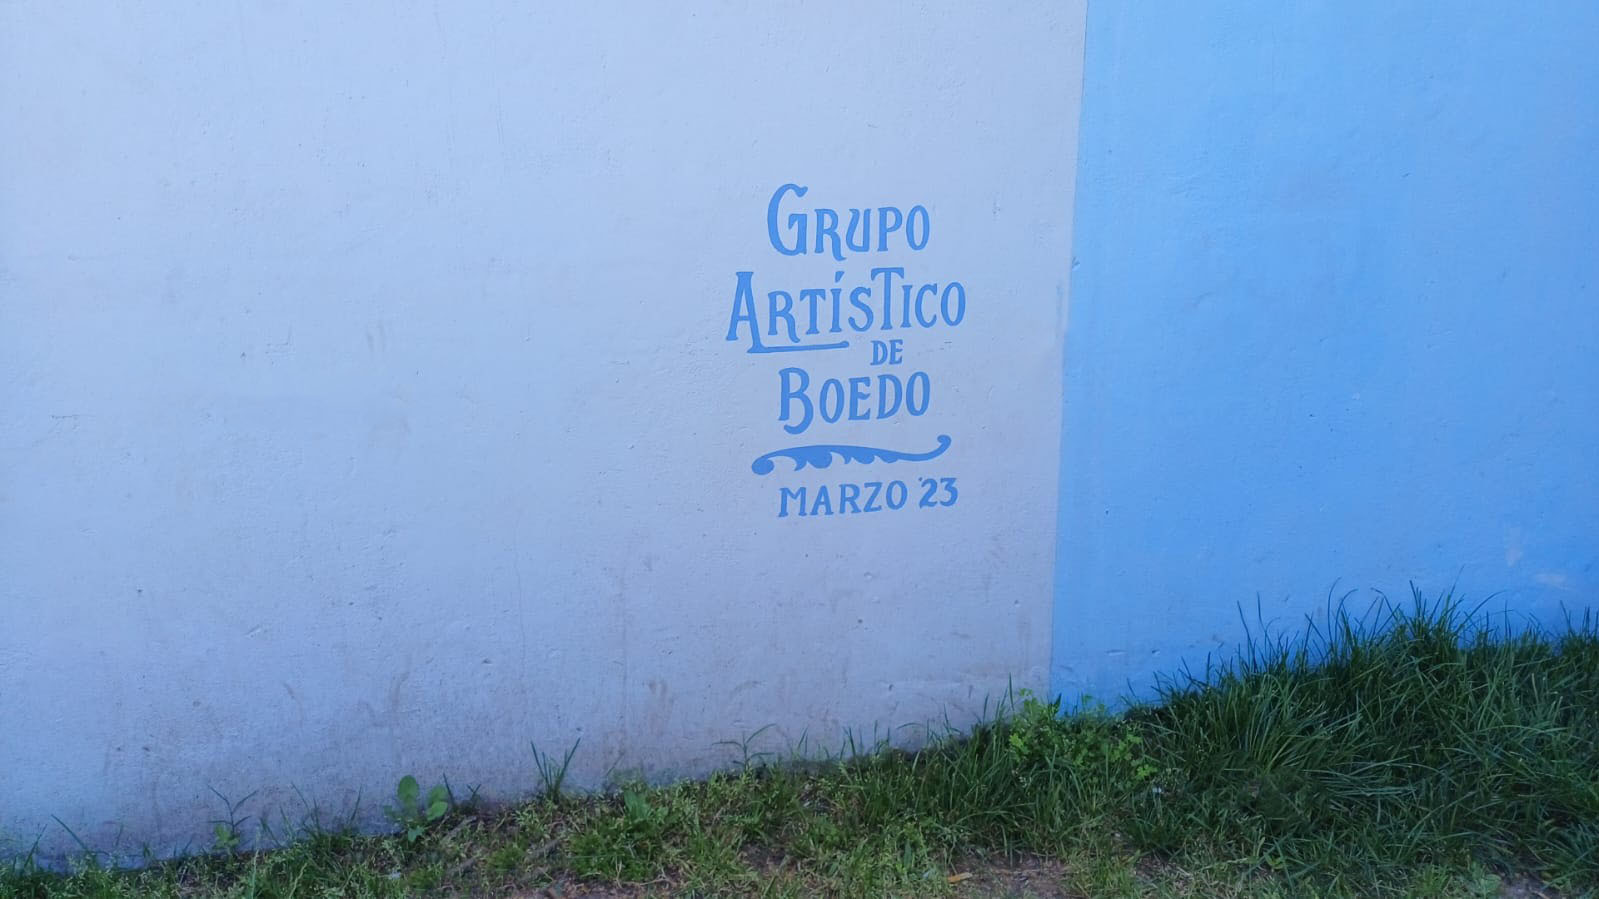 GRUPO
ARTÍSTICO
DE
BOEDO
MARZO '23